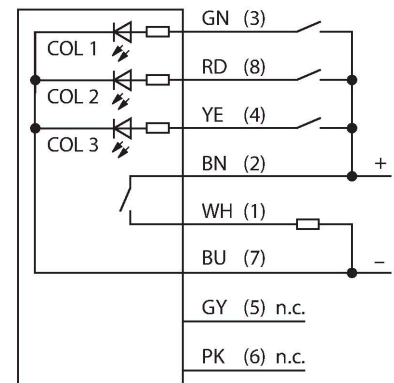 GN (3)
COL 1
RD (8)
COL 2
YE (4)
COL 3
BN (2) +
WH (1)
BU (7) –
GY (5) n.c.
PK (6) n.c.